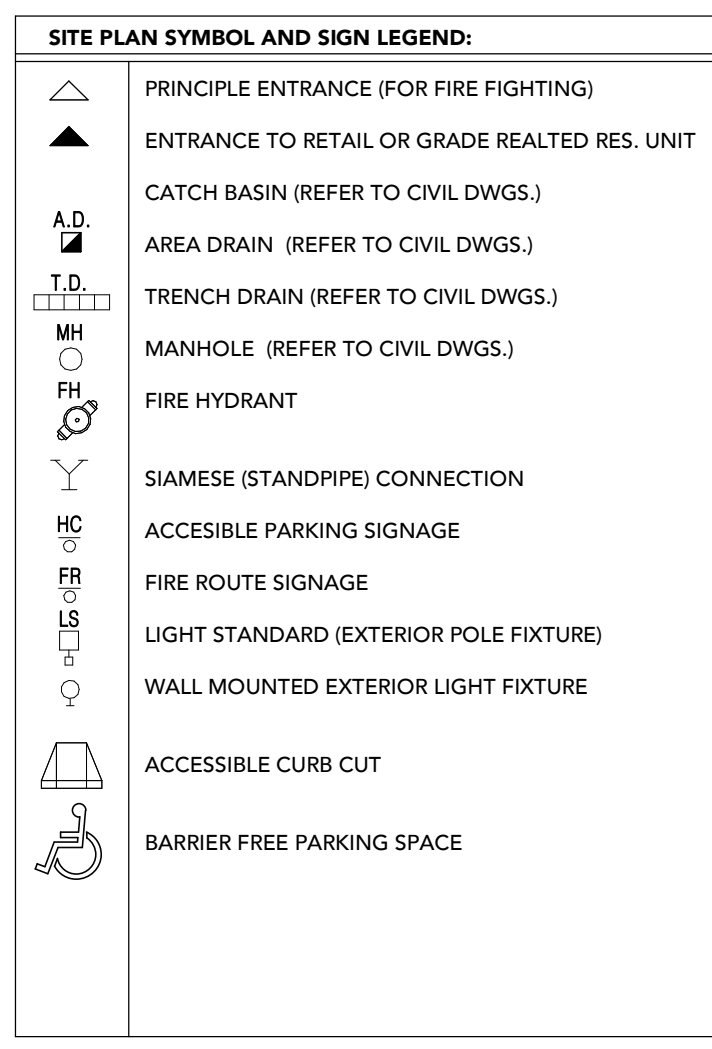 SITE PLAN SYMBOL AND SIGN LEGEND:
PRINCIPLE ENTRANCE (FOR FIRE FIGHTING)
ENTRANCE TO RETAIL OR GRADE REALTED RES. UNIT
CATCH BASIN (REFER TO CIVIL DWGS.)
A.D.
AREA DRAIN (REFER TO CIVIL DWGS.)
T.D.
TRENCH DRAIN (REFER TO CIVIL DWGS.)
MH
MANHOLE (REFER TO CIVIL DWGS.)
FH
FIRE HYDRANT
SIAMESE (STANDPIPE) CONNECTION
HC
ACCESIBLE PARKING SIGNAGE
FR
FIRE ROUTE SIGNAGE
LS
LIGHT STANDARD (EXTERIOR POLE FIXTURE)
WALL MOUNTED EXTERIOR LIGHT FIXTURE
ACCESSIBLE CURB CUT
BARRIER FREE PARKING SPACE